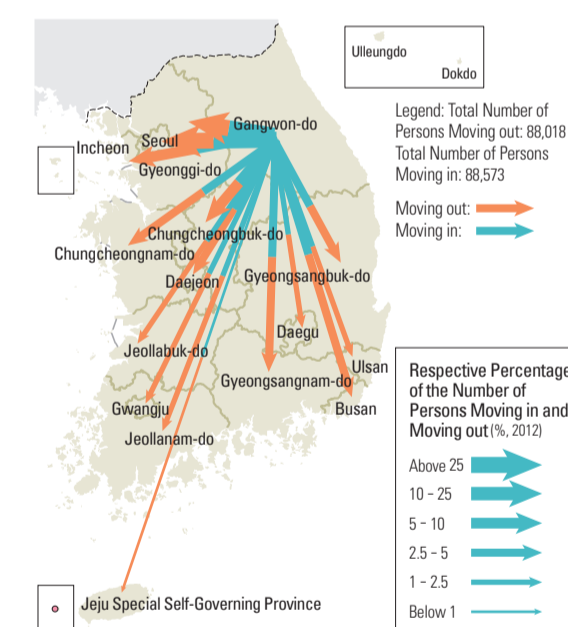 Ulleungdo
Dokdo
Legend: Total Number of
Persons Moving out: 88,018
Total Number of Persons
Moving in: 88,573
Moving out:
Moving in:
Gangwon-do
Seoul
Incheon
Gyeonggi-do
Chungcheongbuk-do
Chungcheongnam-do
Daejeon
Gyeongsangbuk-do
Daegu
Jeollabuk-do
Ulsan
Gyeongsangnam-do
Busan
Gwangju
Jeollanam-do
Jeju Special Self-Governing Province
Respective Percentage
of the Number of
Persons Moving in and
Moving out (%, 2012)
Above 25
10 - 25
5 - 10
2.5 - 5
1 - 2.5
Below 1